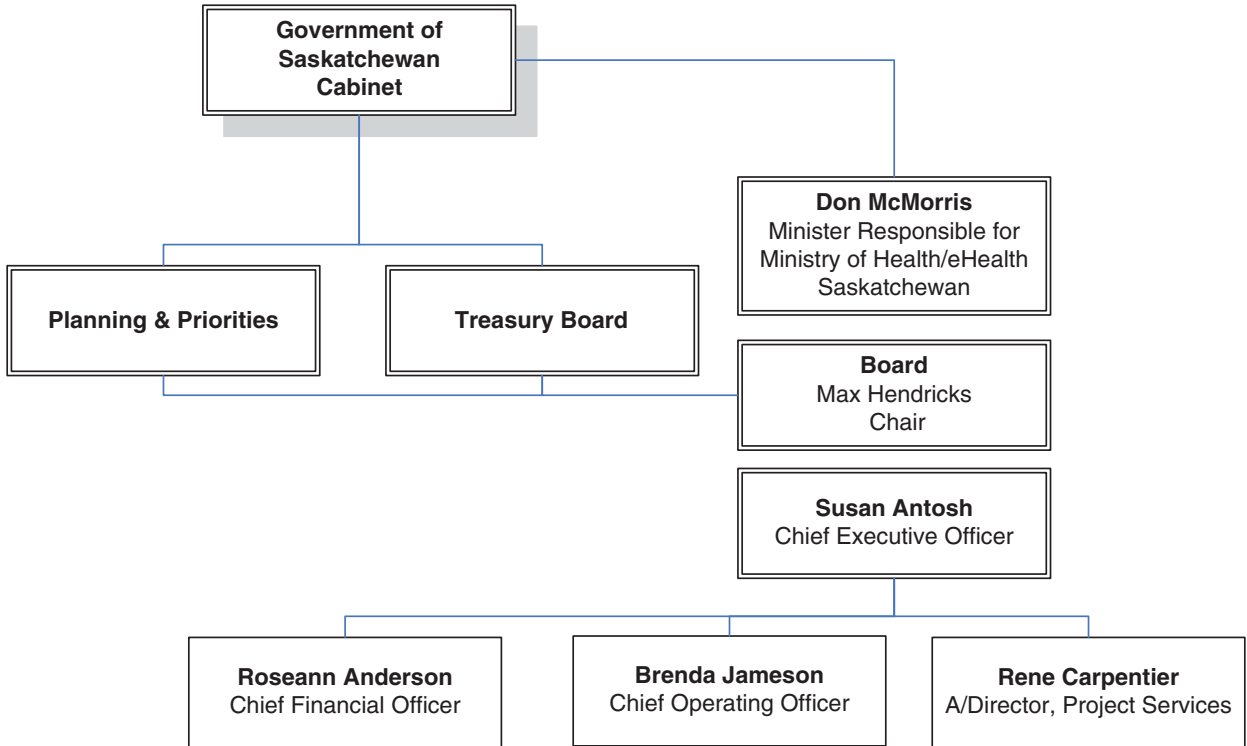 Government of
Saskatchewan
Cabinet
Don McMorris
Minister Responsible for
Ministry of Health/eHealth
Saskatchewan
Planning & Priorities
Treasury Board
Board
Max Hendricks
Chair
Susan Antosh
Chief Executive Officer
Roseann Anderson
Chief Financial Officer
Brenda Jameson
Chief Operating Officer
Rene Carpentier
A/Director, Project Services